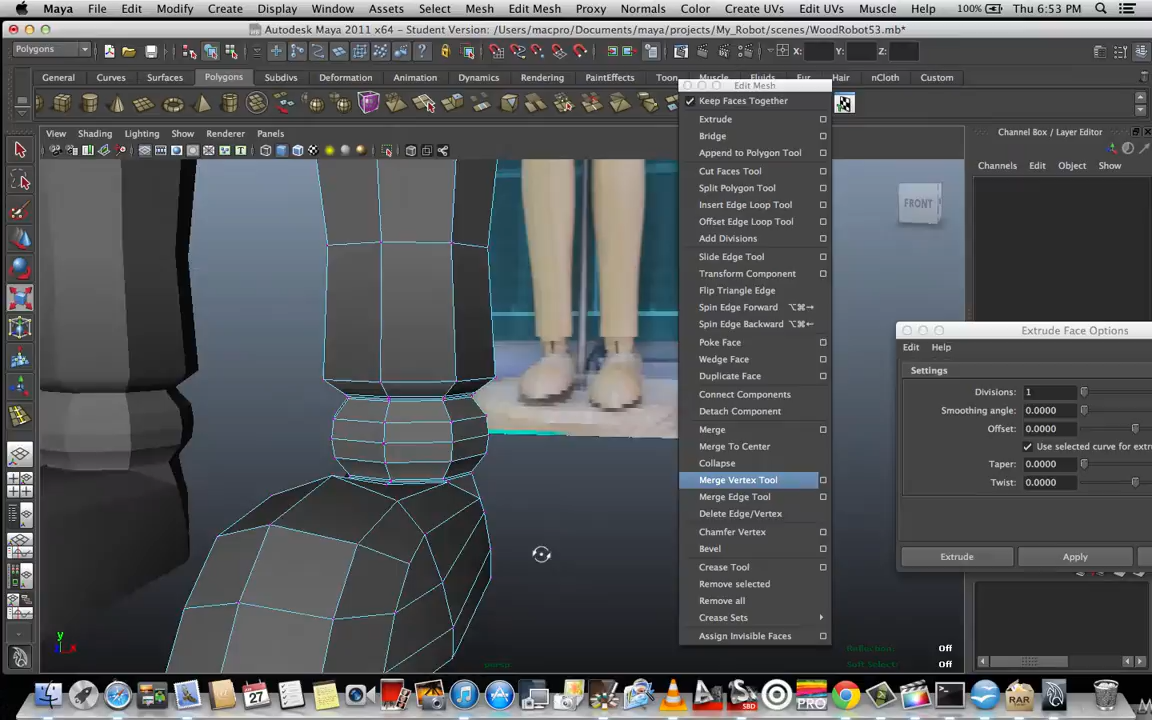 Maya File Edit Modify Create Display Window Assets Select Mesh Edit Mesh Proxy Normals Color Create UVs Edit UVs Muscle Help 100% Thu 6:53 PM
Autodesk Maya 2011 x64 - Student Version: /Users/macpro/Documents/maya/projects/My_Robot/scenes/WoodRobot53.mb*
Polygons X: Y: Z:
General Curves Surfaces Polygons Subdivs Deformation Animation Dynamics Rendering PaintEffects Toon Muscle Fluids Fur Hair nCloth Custom
Edit Mesh
Keep Faces Together
Extrude
Bridge
Append to Polygon Tool
Cut Faces Tool
Split Polygon Tool
Insert Edge Loop Tool
Offset Edge Loop Tool
Add Divisions
Slide Edge Tool
Transform Component
Flip Triangle Edge
Spin Edge Forward ⌥⌘→
Spin Edge Backward ⌥⌘←
Poke Face
Wedge Face
Duplicate Face
Connect Components
Detach Component
Merge
Merge To Center
Collapse
Merge Vertex Tool
Merge Edge Tool
Delete Edge/Vertex
Chamfer Vertex
Bevel
Crease Tool
Remove selected
Remove all
Crease Sets
Assign Invisible Faces
View Shading Lighting Show Renderer Panels
FRONT
Channel Box / Layer Editor
Channels Edit Object Show
Extrude Face Options
Edit Help
Settings
Divisions: 1
Smoothing angle: 0.0000
Offset: 0.0000
Use selected curve for extr
Taper: 0.0000
Twist: 0.0000
Extrude Apply
y
x
persp
Reflection Off
Soft Select: Off
27
PRO
SBD
RAR